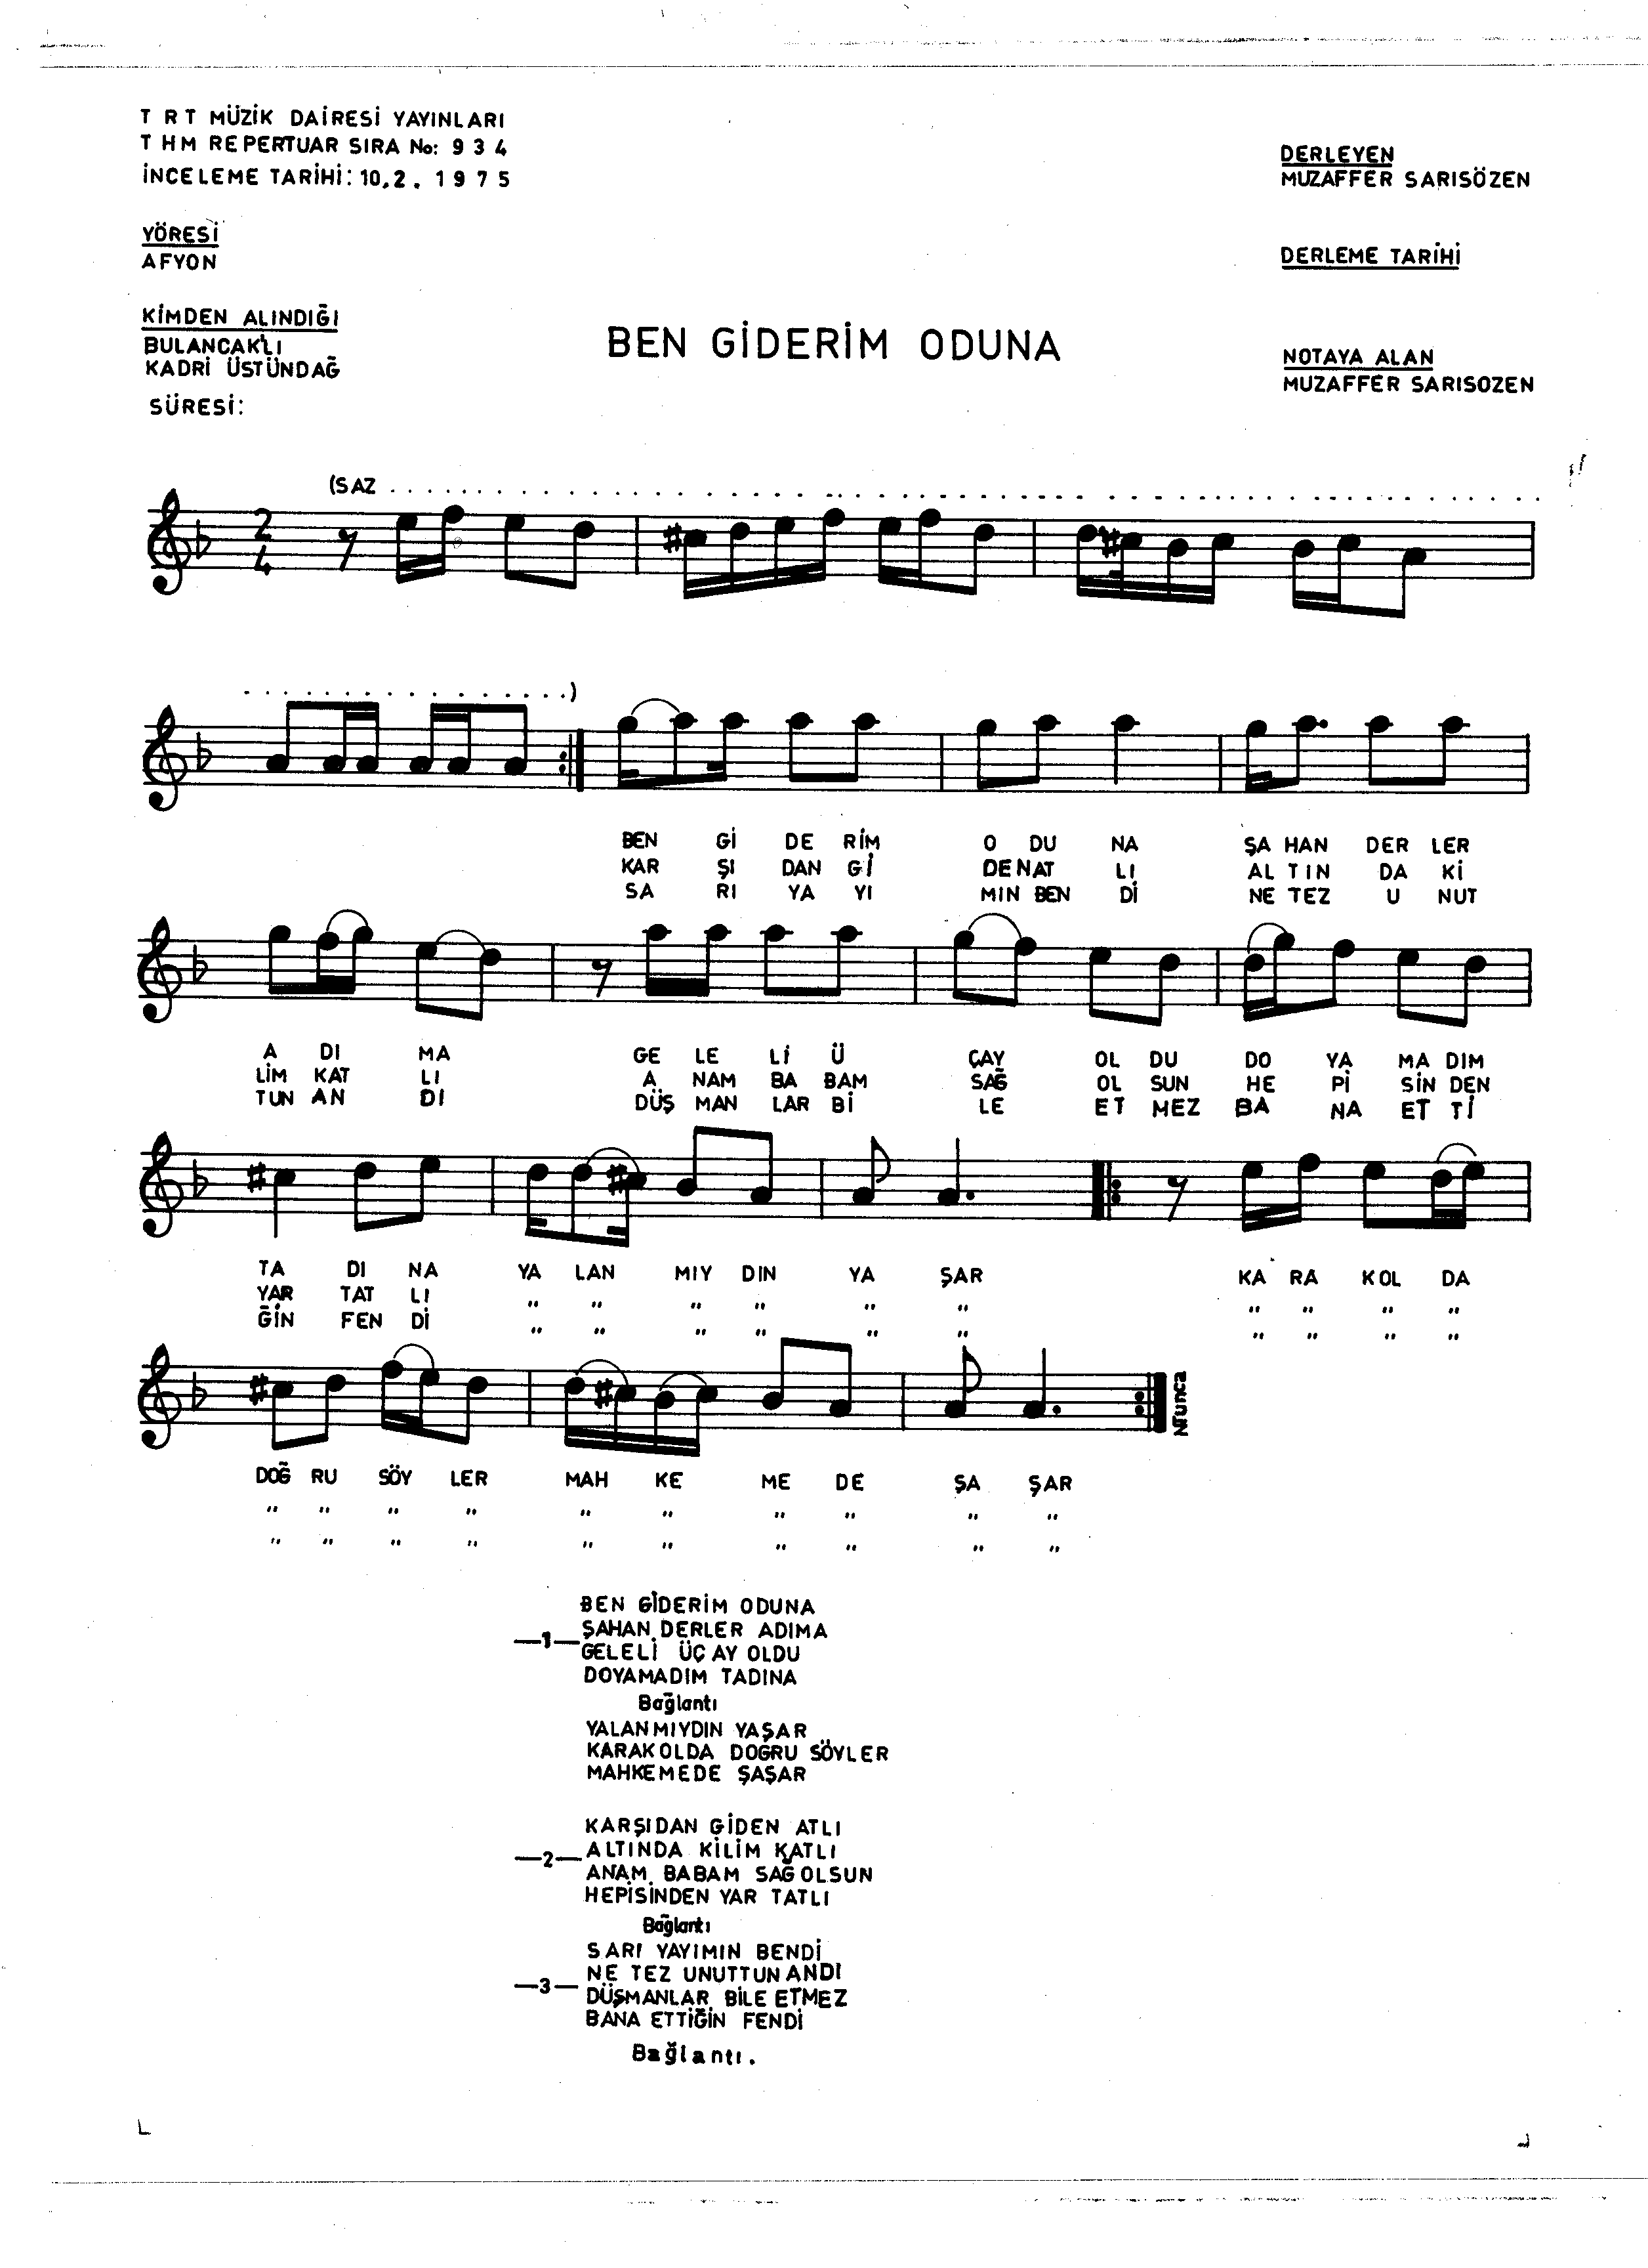 T R T MÜZİK DAİRESİ YAYINLARI
T H M REPERTUAR SIRA No: 9 3 4
İNCELEME TARİHİ: 10.2. 1 9 7 5
DERLEYEN
MUZAFFER SARISÖZEN
YÖRESİ
AFYON
DERLEME TARİHİ
KİMDEN ALINDIĞI
BULANCAK'LI
KADRİ ÜSTÜNDAĞ
BEN GİDERİM ODUNA
NOTAYA ALAN
MUZAFFER SARISOZEN
SÜRESİ:
(SAZ . . . . . . . . . . . . . . . . . . . . . . . . . . . . . . . . . . . . . . . .
2
4
. . . . . . . . . . . . . . . . )
BEN Gİ DE RİM O DU NA ŞA HAN DER LER
KAR ŞI DAN Gİ DEN AT LI AL TIN DA Kİ
SA RI YA YI MIN BEN Dİ NE TEZ U NUT
A DI MA GE LE Lİ Ü ÇAY OL DU DO YA MA DIM
LİM KAT LI A NAM BA BAM SAĞ OL SUN HE Pİ SİN DEN
TUN AN DI DÜŞ MAN LAR Bİ LE ET MEZ BA NA ET Tİ
TA DI NA YA LAN MIY DIN YA ŞAR KA RA KOL DA
YAR TAT LI " " " " " " " " " "
ĞİN FEN Dİ " " " " " " " " " "
Nfunca
DOĞ RU SÖY LER MAH KE ME DE ŞA ŞAR
" " " " " " " " " "
" " " " " " " " " "
BEN GİDERİM ODUNA
ŞAHAN DERLER ADIMA
—1—
GELELİ ÜÇ AY OLDU
DOYAMADIM TADINA
Bağlantı
YALANMIYDIN YAŞAR
KARAKOLDA DOĞRU SÖYLER
MAHKEMEDE ŞAŞAR
KARŞIDAN GİDEN ATLI
ALTINDA KİLİM KATLI
—2—
ANAM BABAM SAĞOLSUN
HEPİSİNDEN YAR TATLI
Bağlantı
SARI YAYIMIN BENDİ
NE TEZ UNUTTUN ANDI
—3—
DÜŞMANLAR BİLE ETMEZ
BANA ETTİĞİN FENDİ
Bağlantı.